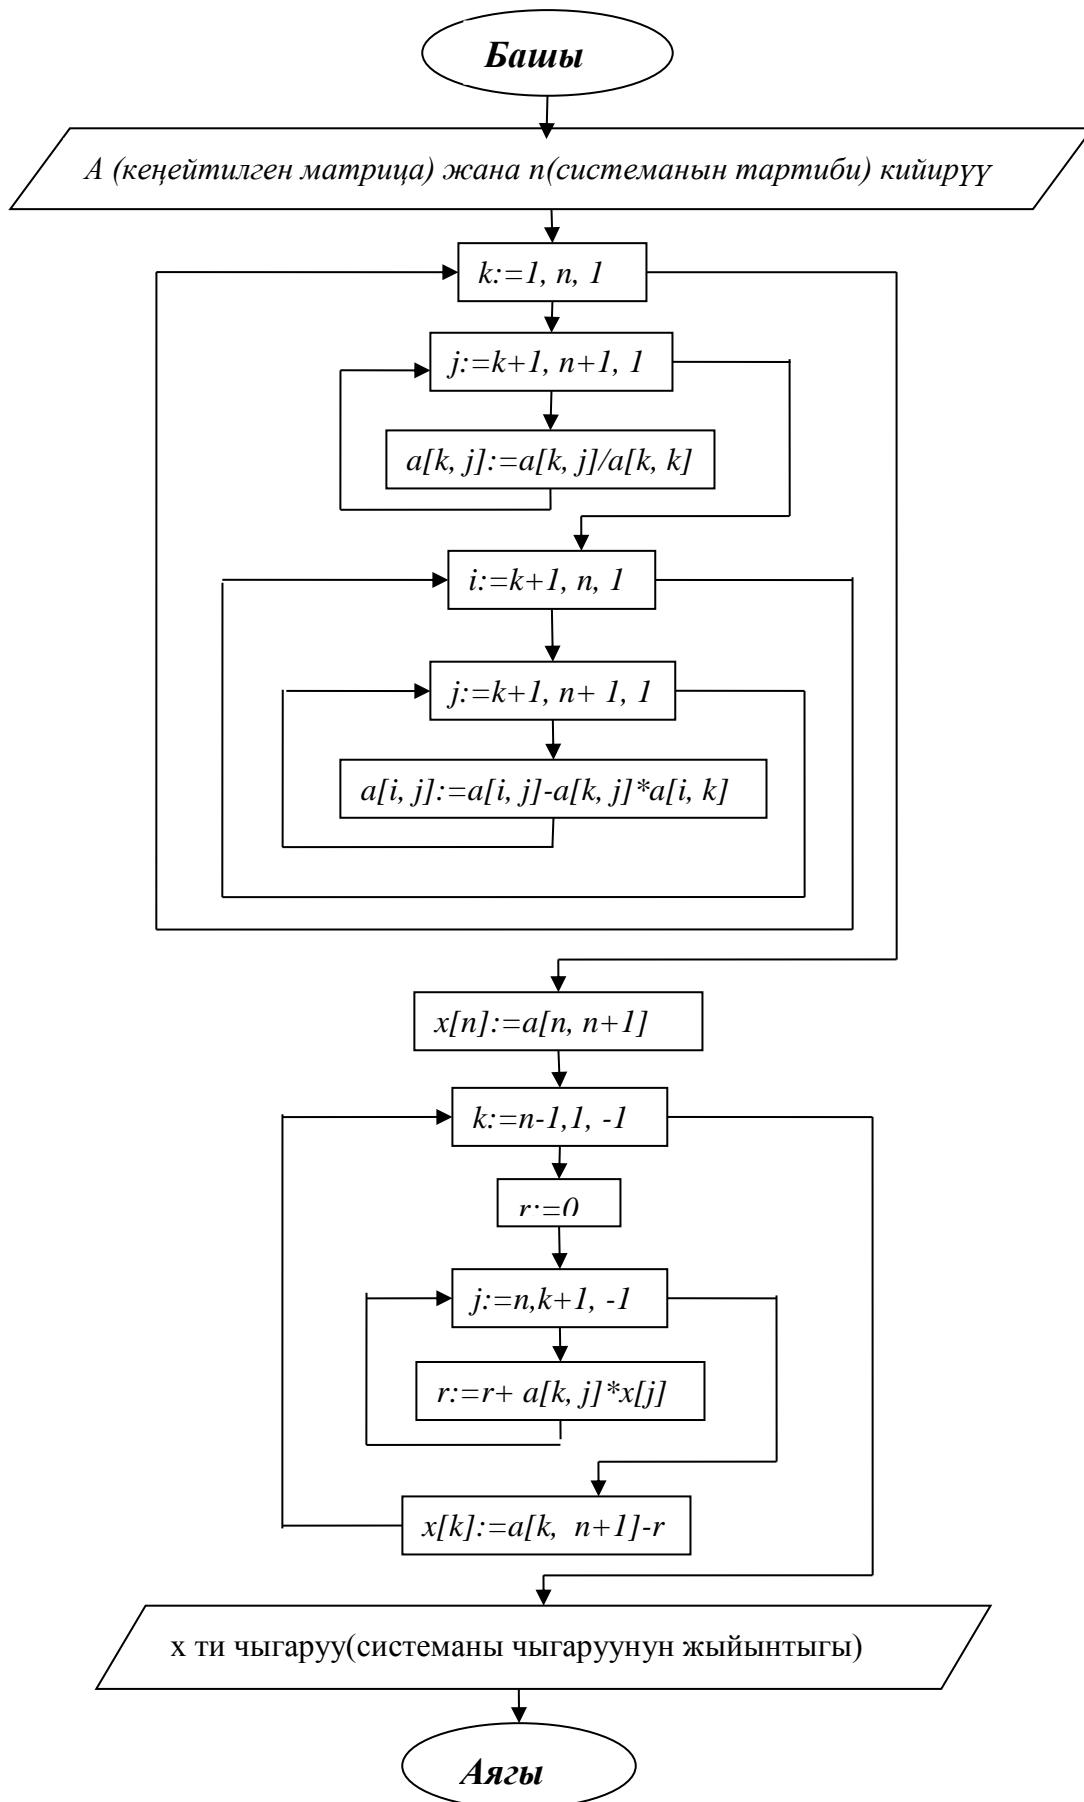 Башы
А (кеңейтилген матрица) жана n(системанын тартиби) кийирүү
k:=1, n, 1
j:=k+1, n+1, 1
a[k, j]:=a[k, j]/a[k, k]
i:=k+1, n, 1
j:=k+1, n+ 1, 1
a[i, j]:=a[i, j]-a[k, j]*a[i, k]
x[n]:=a[n, n+1]
k:=n-1,1, -1
r:=0
j:=n,k+1, -1
r:=r+ a[k, j]*x[j]
x[k]:=a[k, n+1]-r
х ти чыгаруу(системаны чыгаруунун жыйынтыгы)
Аягы